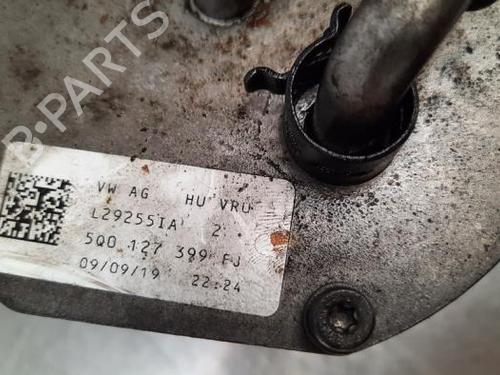 B-PARTS
VW AG HU VRU
L29255IA 2
5Q0 127 399 FJ
09/09/19 22:24